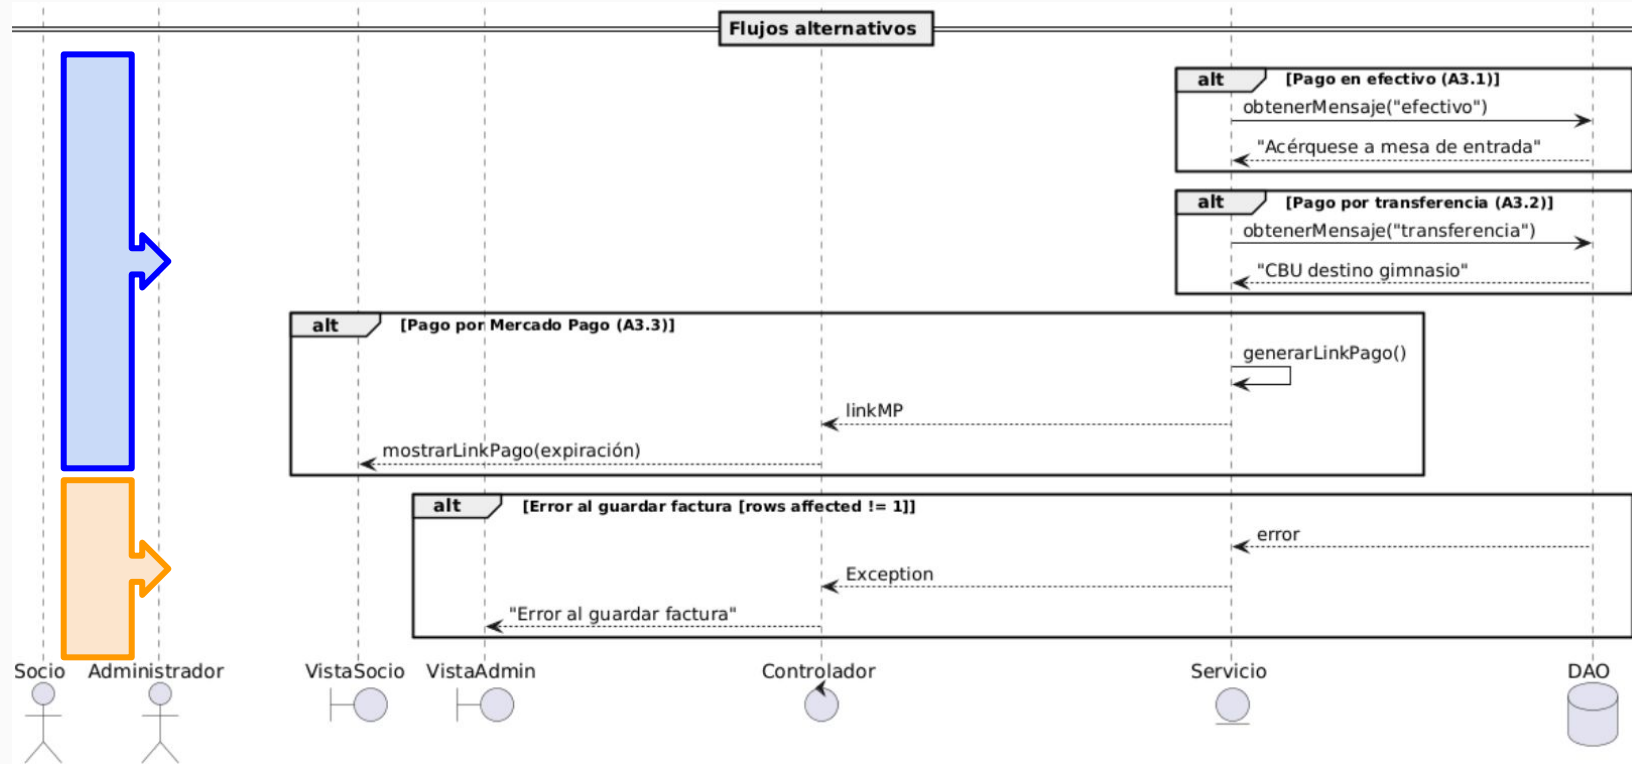 Flujos alternativos
alt [Pago en efectivo (A3.1)]
obtenerMensaje("efectivo")
"Acérquese a mesa de entrada"
alt [Pago por transferencia (A3.2)]
obtenerMensaje("transferencia")
"CBU destino gimnasio"
alt [Pago por Mercado Pago (A3.3)]
generarLinkPago()
linkMP
mostrarLinkPago(expiración)
alt [Error al guardar factura [rows affected != 1]]
error
Exception
"Error al guardar factura"
Socio Administrador VistaSocio VistaAdmin Controlador Servicio DAO